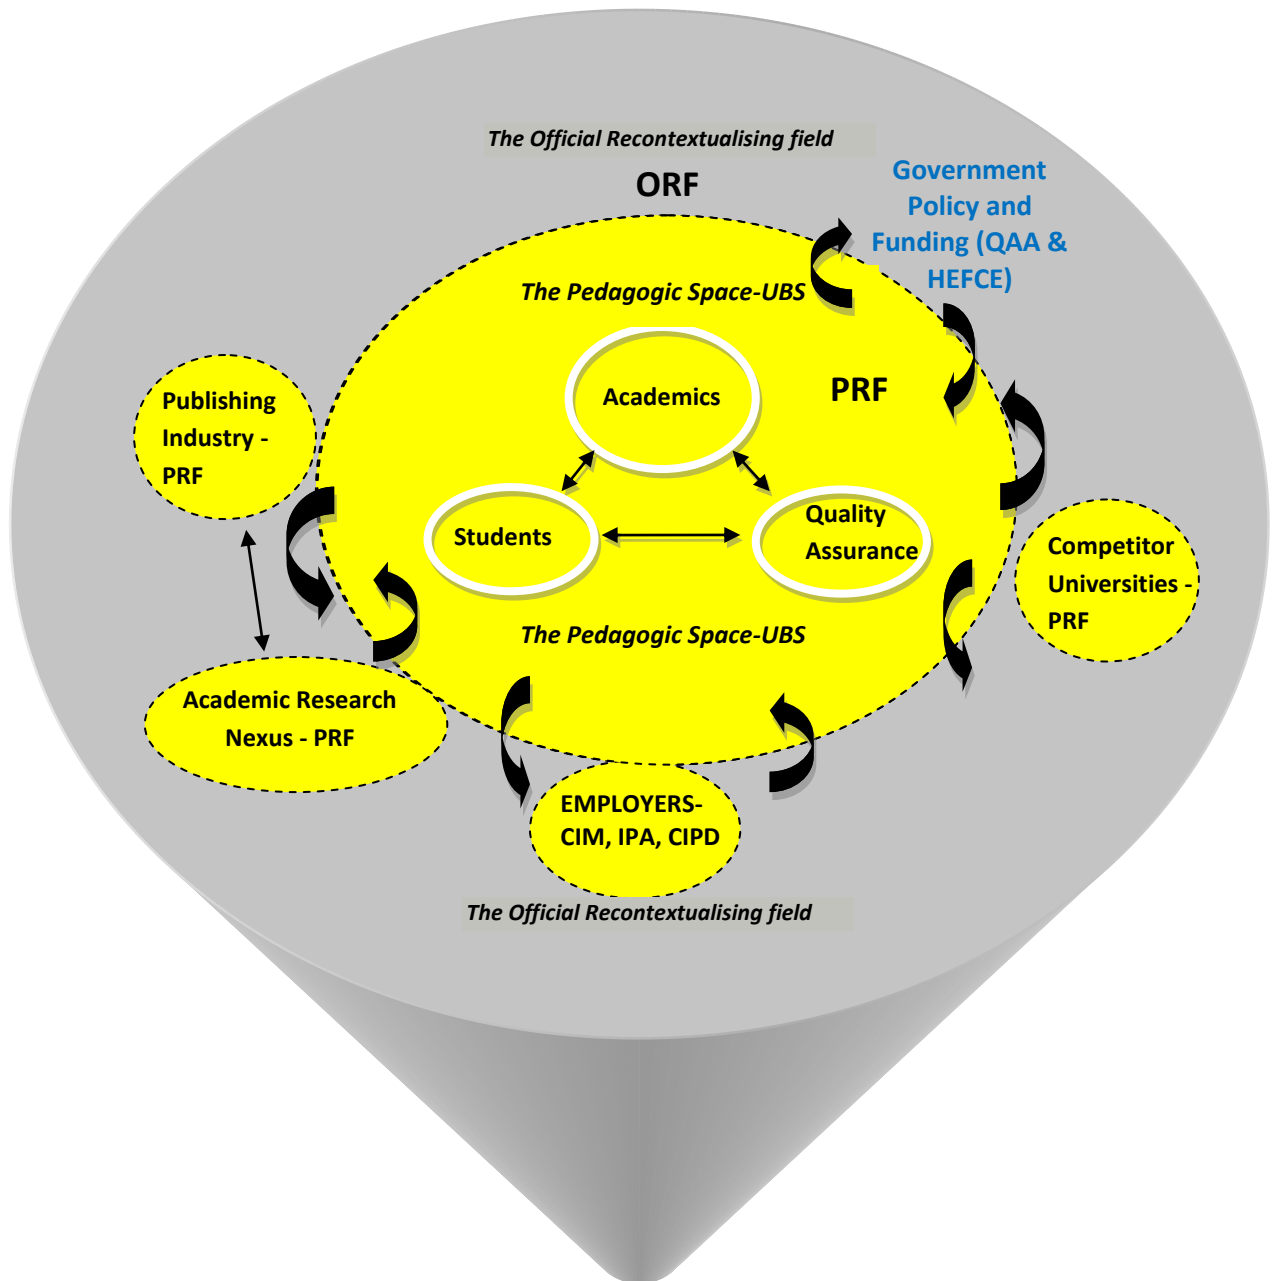 The Official Recontextualising field
ORF
Government
Policy and
Funding (QAA &
HEFCE)
The Pedagogic Space-UBS
Academics
PRF
Publishing
Industry -
PRF
Students
Quality
Assurance
Competitor
Universities -
PRF
The Pedagogic Space-UBS
Academic Research
Nexus - PRF
EMPLOYERS-
CIM, IPA, CIPD
The Official Recontextualising field